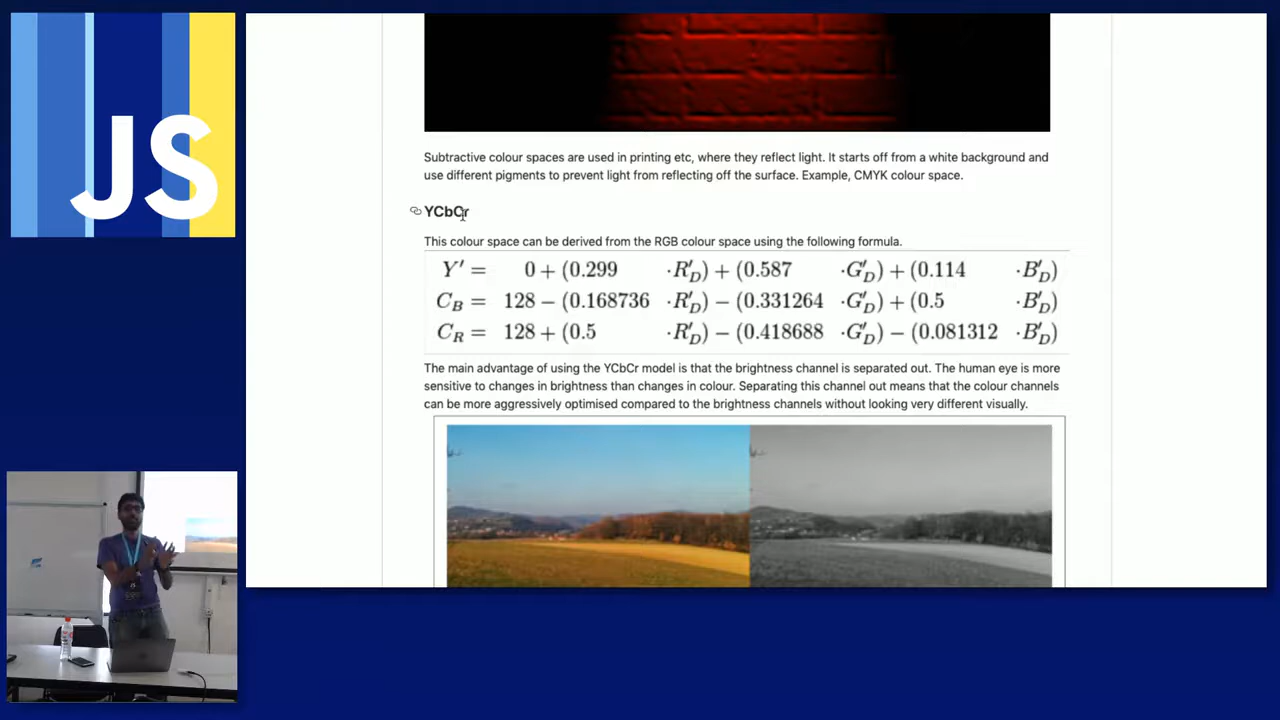 JS
Subtractive colour spaces are used in printing etc, where they reflect light. It starts off from a white background and
use different pigments to prevent light from reflecting off the surface. Example, CMYK colour space.
YCbCr
This colour space can be derived from the RGB colour space using the following formula.
Y′ = 0 + (0.299 ·R′D) + (0.587 ·G′D) + (0.114 ·B′D)
CB = 128 − (0.168736 ·R′D) − (0.331264 ·G′D) + (0.5 ·B′D)
CR = 128 + (0.5 ·R′D) − (0.418688 ·G′D) − (0.081312 ·B′D)
The main advantage of using the YCbCr model is that the brightness channel is separated out. The human eye is more
sensitive to changes in brightness than changes in colour. Separating this channel out means that the colour channels
can be more aggressively optimised compared to the brightness channels without looking very different visually.